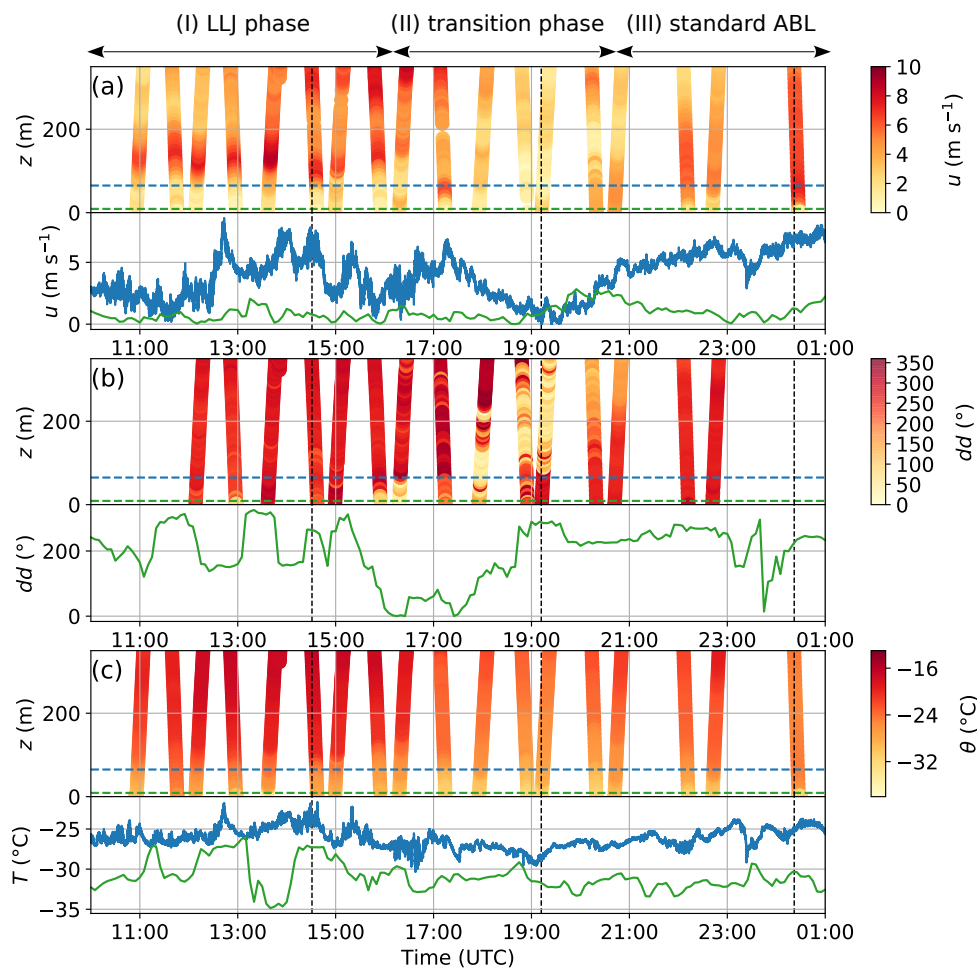 (I) LLJ phase (II) transition phase (III) standard ABL
(a)
z (m)
200
0
10
8
6
4
2
0
u (m s⁻¹)
u (m s⁻¹)
5
0
11:00 13:00 15:00 17:00 19:00 21:00 23:00 01:00
(b)
z (m)
200
0
350
300
250
200
150
100
50
0
dd (°)
dd (°)
200
0
11:00 13:00 15:00 17:00 19:00 21:00 23:00 01:00
(c)
z (m)
200
0
−16
−24
−32
θ (°C)
T (°C)
−25
−30
−35
11:00 13:00 15:00 17:00 19:00 21:00 23:00 01:00
Time (UTC)